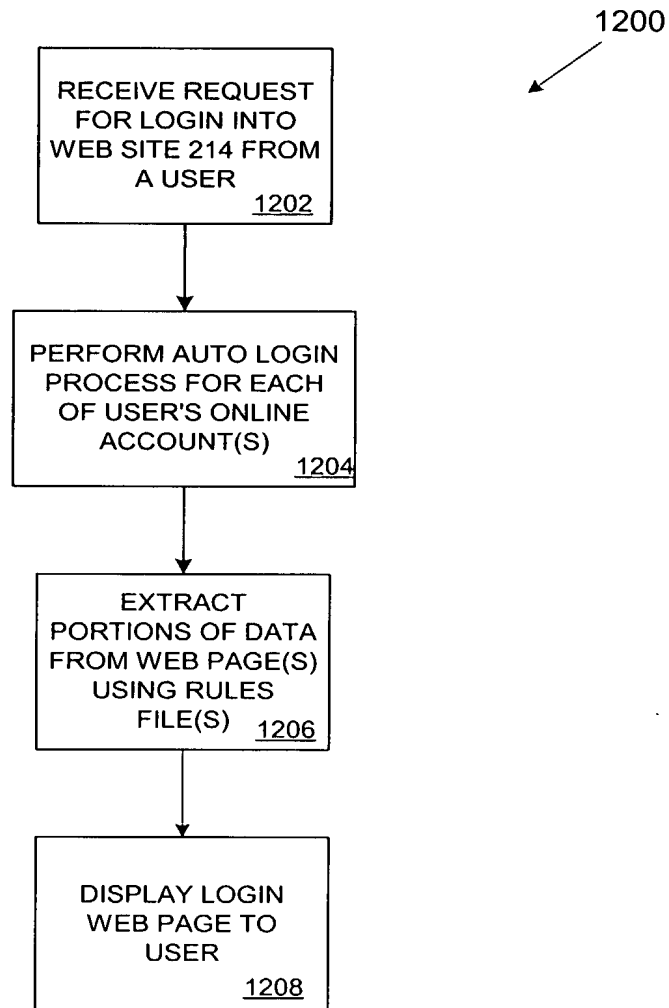 1200
RECEIVE REQUEST
FOR LOGIN INTO
WEB SITE 214 FROM
A USER
1202
PERFORM AUTO LOGIN
PROCESS FOR EACH
OF USER'S ONLINE
ACCOUNT(S)
1204
EXTRACT
PORTIONS OF DATA
FROM WEB PAGE(S)
USING RULES
FILE(S)
1206
DISPLAY LOGIN
WEB PAGE TO
USER
1208